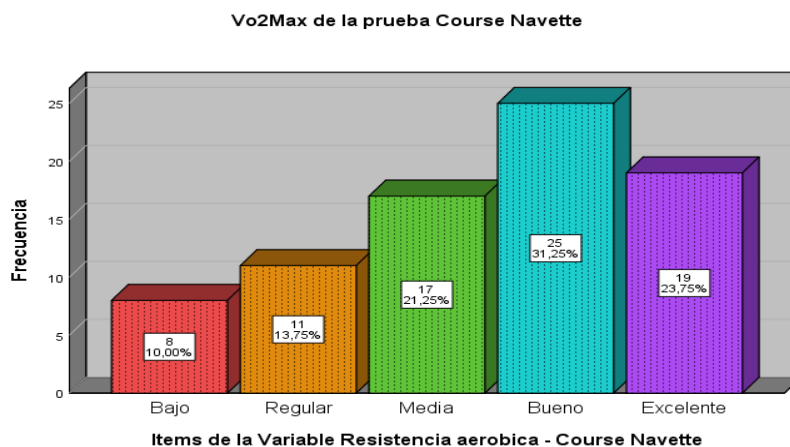 Vo2Max de la prueba Course Navette
Frecuencia
25
20
15
10
5
0
8
10,00%
11
13,75%
17
21,25%
25
31,25%
19
23,75%
Bajo
Regular
Media
Bueno
Excelente
Items de la Variable Resistencia aerobica - Course Navette